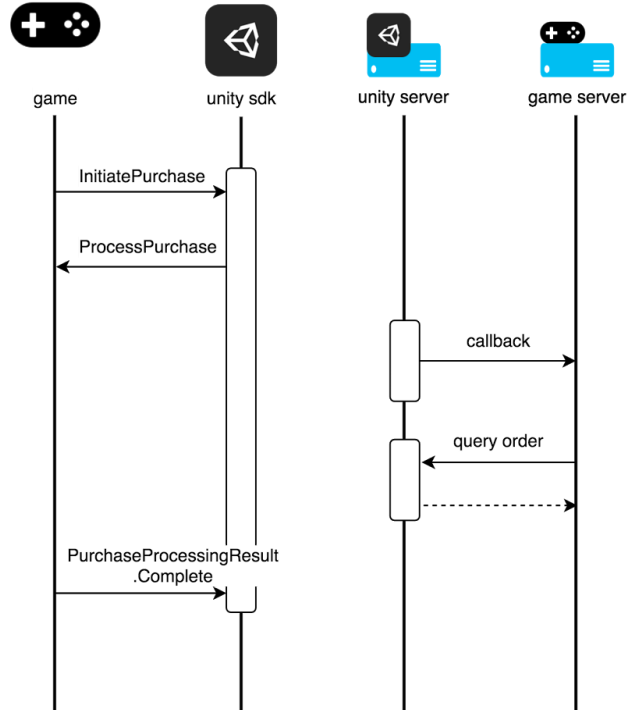 game
unity sdk
unity server
game server
InitiatePurchase
ProcessPurchase
callback
query order
PurchaseProcessingResult
.Complete